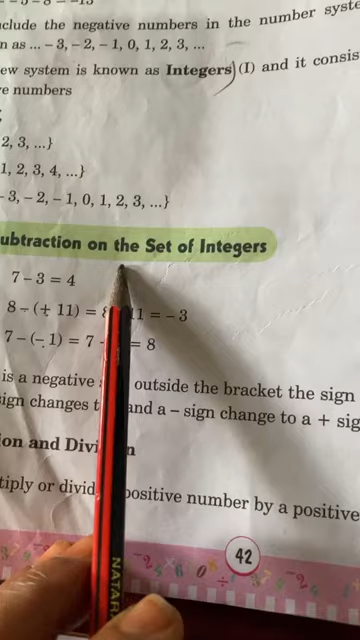 − 5 − 8 = −13
clude the negative numbers in the number syste
n as ... − 3, − 2, − 1, 0, 1, 2, 3, ...
ew system is known as Integers (I) and it consis
e numbers
2, 3, ...}
1, 2, 3, 4, ...}
- 3, − 2, − 1, 0, 1, 2, 3, ...}
ubtraction on the Set of Integers
7 − 3 = 4
8 − (+ 11) = 8 11 = − 3
7 − (− 1) = 7 = 8
is a negative outside the bracket the sign
ign changes t and a − sign change to a + sig
ion and Divi n
tiply or divid positive number by a positive
42
NATAR